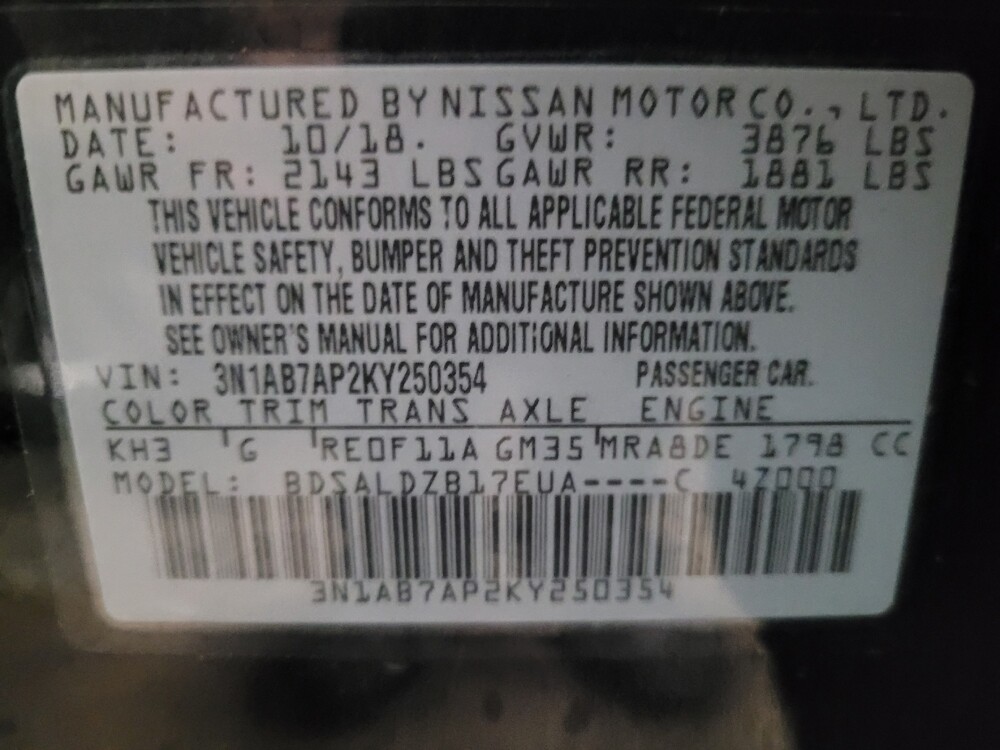 MANUFACTURED BY NISSAN MOTOR CO., LTD.
DATE: 10/18. GVWR: 3876 LBS
GAWR FR: 2143 LBS GAWR RR: 1881 LBS
THIS VEHICLE CONFORMS TO ALL APPLICABLE FEDERAL MOTOR
VEHICLE SAFETY, BUMPER AND THEFT PREVENTION STANDARDS
IN EFFECT ON THE DATE OF MANUFACTURE SHOWN ABOVE.
SEE OWNER'S MANUAL FOR ADDITIONAL INFORMATION.
VIN: 3N1AB7AP2KY250354 PASSENGER CAR.
COLOR TRIM TRANS AXLE ENGINE
KH3 G RE0F11A GM35 MRA8DE 1798 CC
MODEL: BDSALDZB17EUA----C 4Z000
3N1AB7AP2KY250354